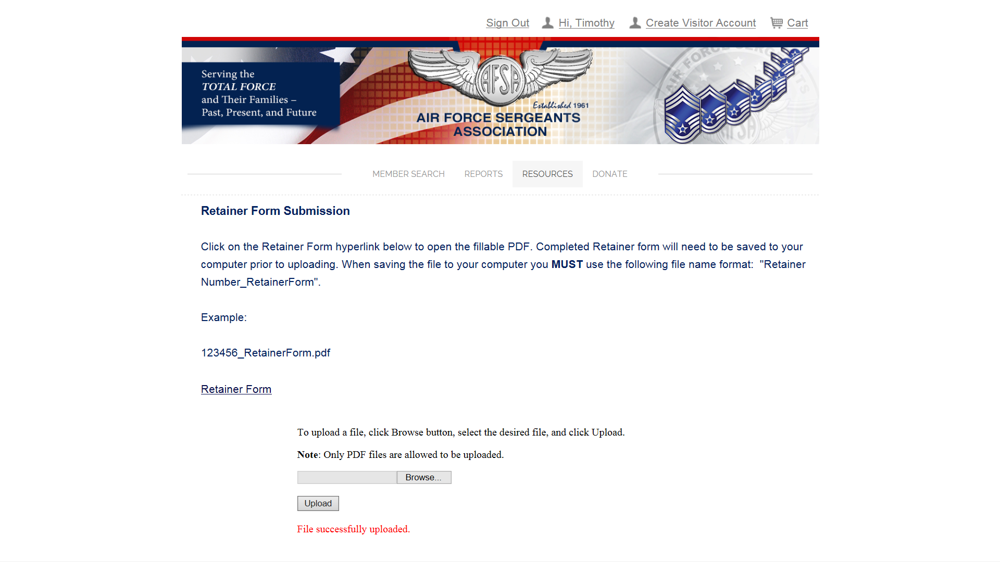 Sign Out Hi, Timothy Create Visitor Account Cart
Serving the
TOTAL FORCE
and Their Families –
Past, Present, and Future
AFSA
Established 1961
AIR FORCE SERGEANTS
ASSOCIATION
AIR FORCE SERGEANTS
AFSA
MEMBER SEARCH REPORTS RESOURCES DONATE
Retainer Form Submission
Click on the Retainer Form hyperlink below to open the fillable PDF. Completed Retainer form will need to be saved to your
computer prior to uploading. When saving the file to your computer you MUST use the following file name format:  "Retainer
Number_RetainerForm".
Example:
123456_RetainerForm.pdf
Retainer Form
To upload a file, click Browse button, select the desired file, and click Upload.
Note: Only PDF files are allowed to be uploaded.
Browse...
Upload
File successfully uploaded.